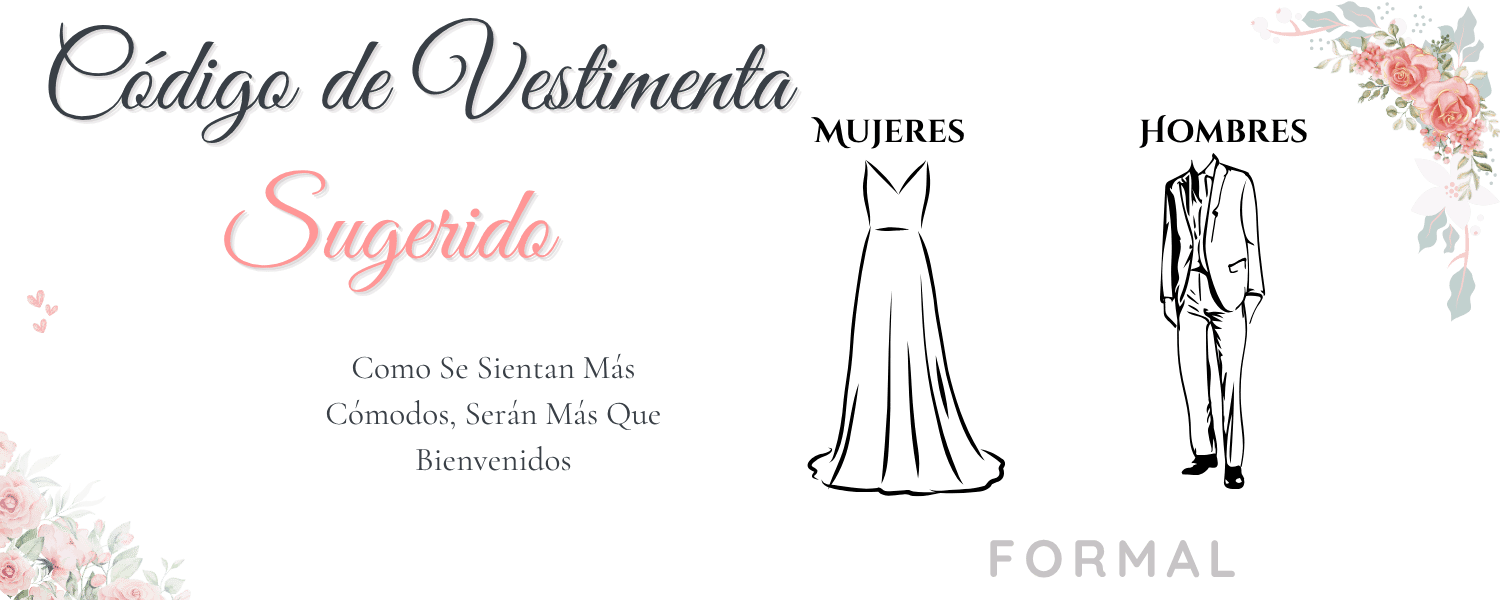 Código de Vestimenta
Sugerido
Como Se Sientan Más
Cómodos, Serán Más Que
Bienvenidos
MUJERES
HOMBRES
FORMAL